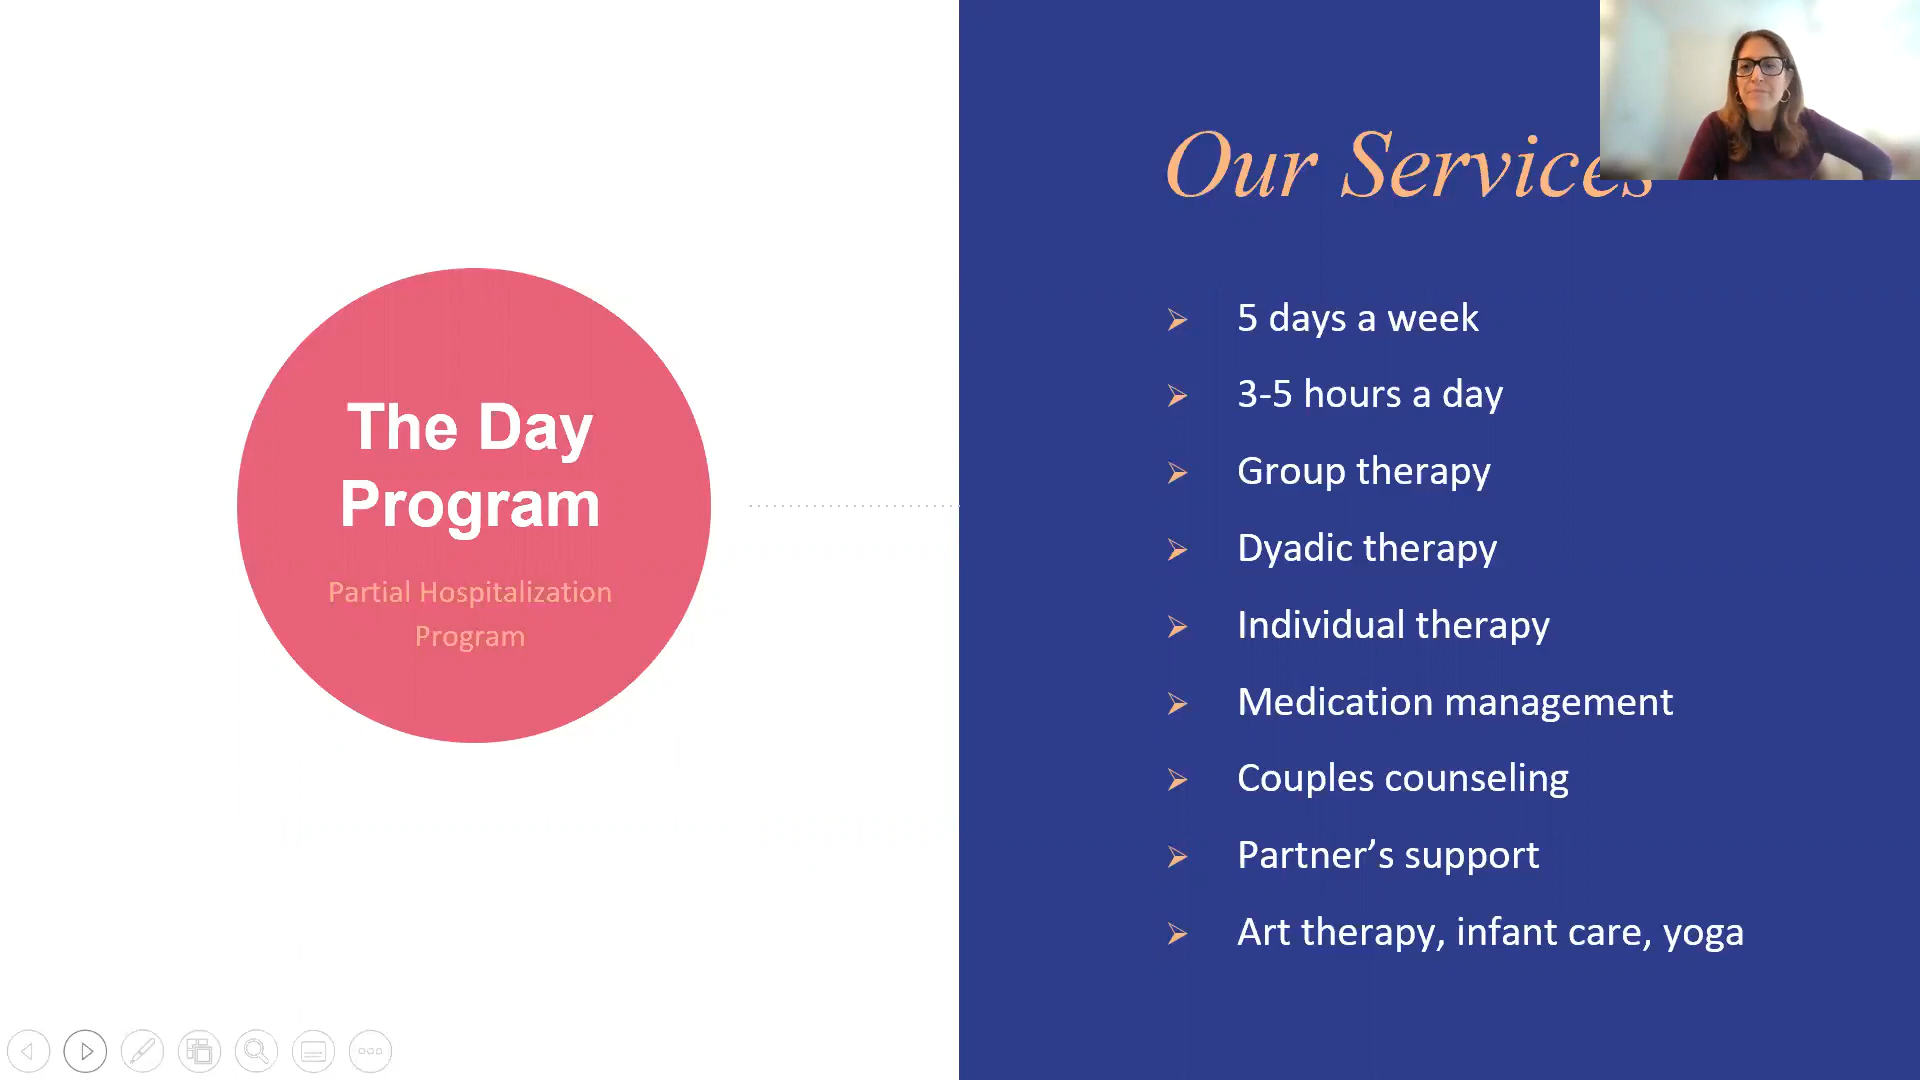 The Day
Program
Partial Hospitalization
Program
Our Services
5 days a week
3-5 hours a day
Group therapy
Dyadic therapy
Individual therapy
Medication management
Couples counseling
Partner’s support
Art therapy, infant care, yoga